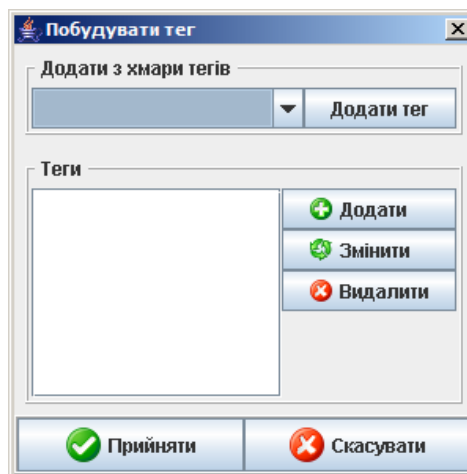 Побудувати тег
Додати з хмари тегів
Додати тег
Теги
Додати
Змінити
Видалити
Прийняти
Скасувати